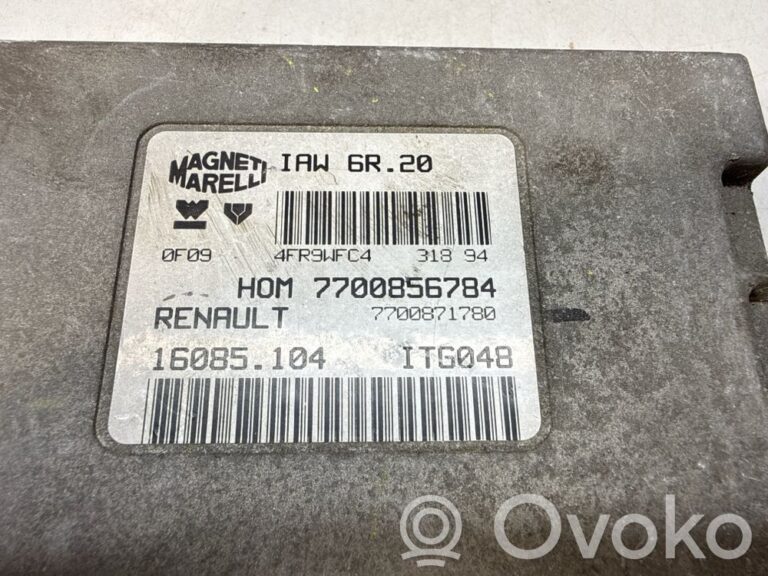 MAGNETI
MARELLI
IAW 6R.20
0F09 4FR9WFC4 318 94
HOM 7700856784
RENAULT 7700871780
16085.104 ITG048
Ovoko